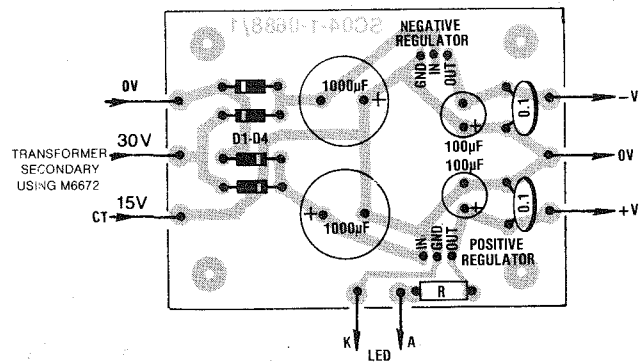 SC04-1-0688/1
NEGATIVE
REGULATOR
GND
IN
OUT
0V
1000µF
+
0.1
-V
D1-D4
+
100µF
30V
TRANSFORMER
SECONDARY
USING M6672
0V
100µF
+
0.1
15V
CT
+
1000µF
+V
IN
GND
OUT
POSITIVE
REGULATOR
R
K
A
LED